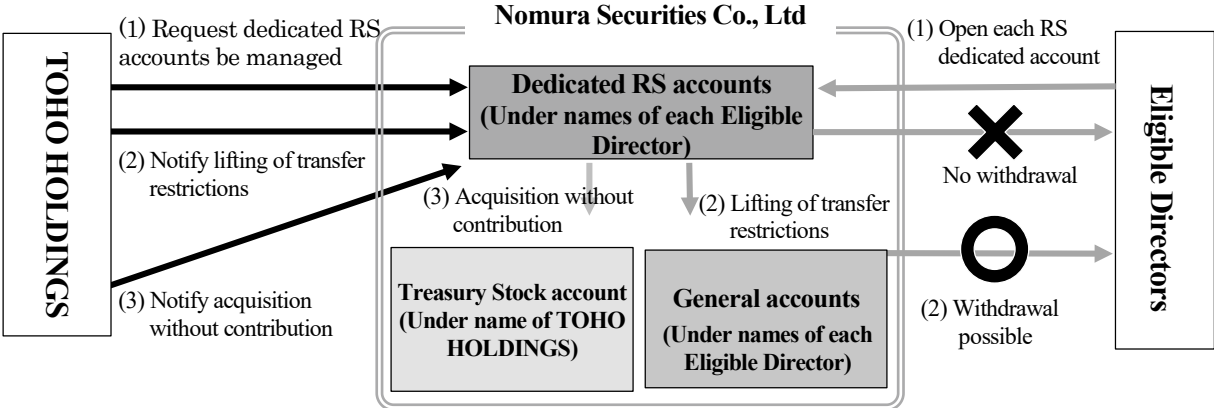 Nomura Securities Co., Ltd
(1) Request dedicated RS
accounts be managed
(1) Open each RS
dedicated account
TOHO HOLDINGS
Dedicated RS accounts
(Under names of each Eligible
Director)
Eligible Directors
(2) Notify lifting of transfer
restrictions
No withdrawal
(3) Acquisition without
contribution
(2) Lifting of transfer
restrictions
(3) Notify acquisition
without contribution
Treasury Stock account
(Under name of TOHO
HOLDINGS)
General accounts
(Under names of each
Eligible Director)
(2) Withdrawal
possible